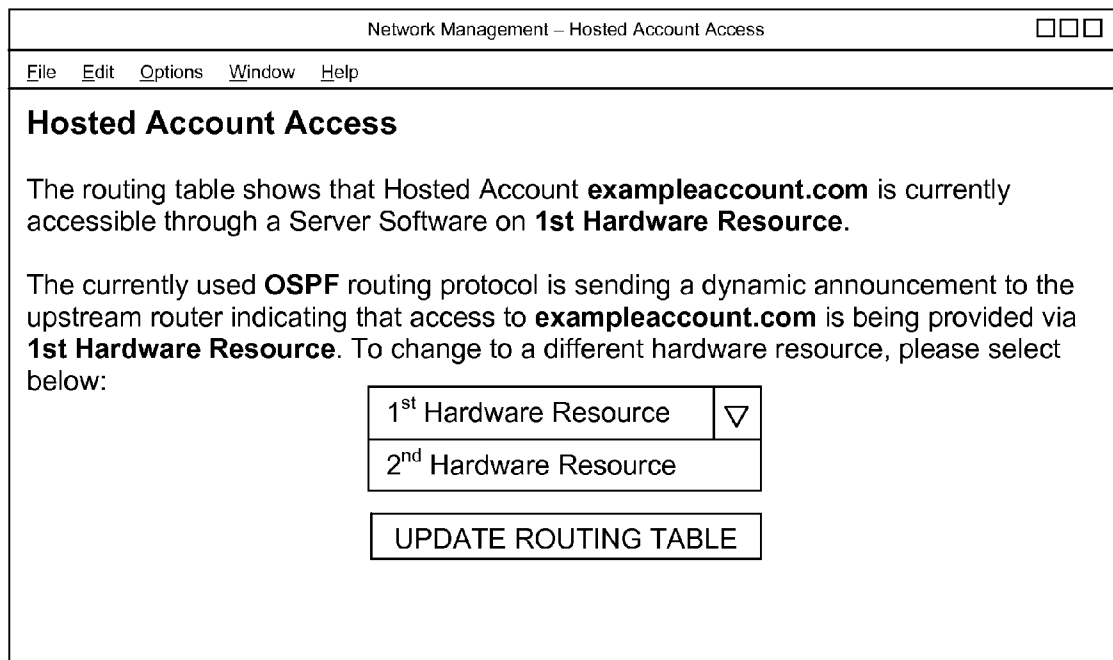 Network Management – Hosted Account Access
File Edit Options Window Help
Hosted Account Access
The routing table shows that Hosted Account exampleaccount.com is currently
accessible through a Server Software on 1st Hardware Resource.
The currently used OSPF routing protocol is sending a dynamic announcement to the
upstream router indicating that access to exampleaccount.com is being provided via
1st Hardware Resource. To change to a different hardware resource, please select
below:
1st Hardware Resource
2nd Hardware Resource
UPDATE ROUTING TABLE